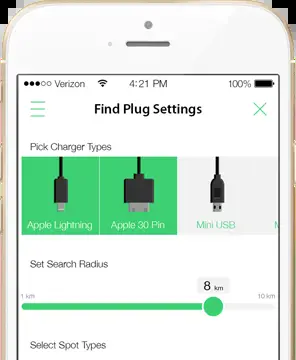 Verizon 4:21 PM 100%
Find Plug Settings
Pick Charger Types
Apple Lightning Apple 30 Pin Mini USB
Set Search Radius
8 km
1 km 10 km
Select Spot Types